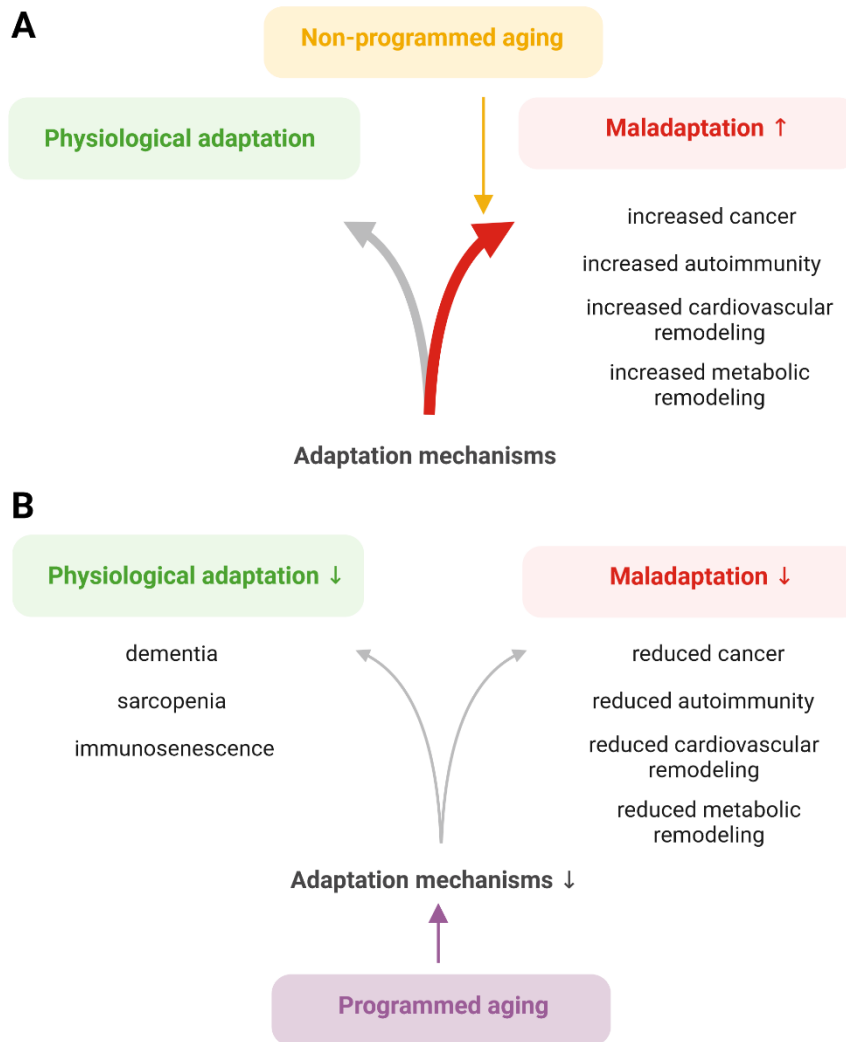 A
Non-programmed aging
Physiological adaptation
Maladaptation ↑
increased cancer
increased autoimmunity
increased cardiovascular
remodeling
increased metabolic
remodeling
Adaptation mechanisms
B
Physiological adaptation ↓
Maladaptation ↓
dementia
sarcopenia
immunosenescence
reduced cancer
reduced autoimmunity
reduced cardiovascular
remodeling
reduced metabolic
remodeling
Adaptation mechanisms ↓
Programmed aging